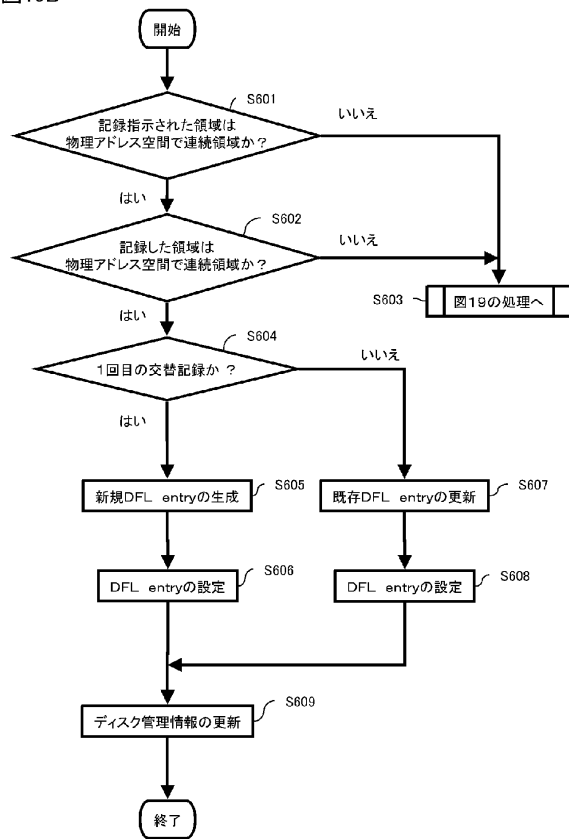 開始
S601
記録指示された領域は
物理アドレス空間で連続領域か？
いいえ
はい
S602
記録した領域は
物理アドレス空間で連続領域か？
いいえ
S603
図19の処理へ
はい
S604
1回目の交替記録か ？
いいえ
はい
S605
新規DFL entryの生成
S607
既存DFL entryの更新
S606
DFL entryの設定
S608
DFL entryの設定
S609
ディスク管理情報の更新
終了